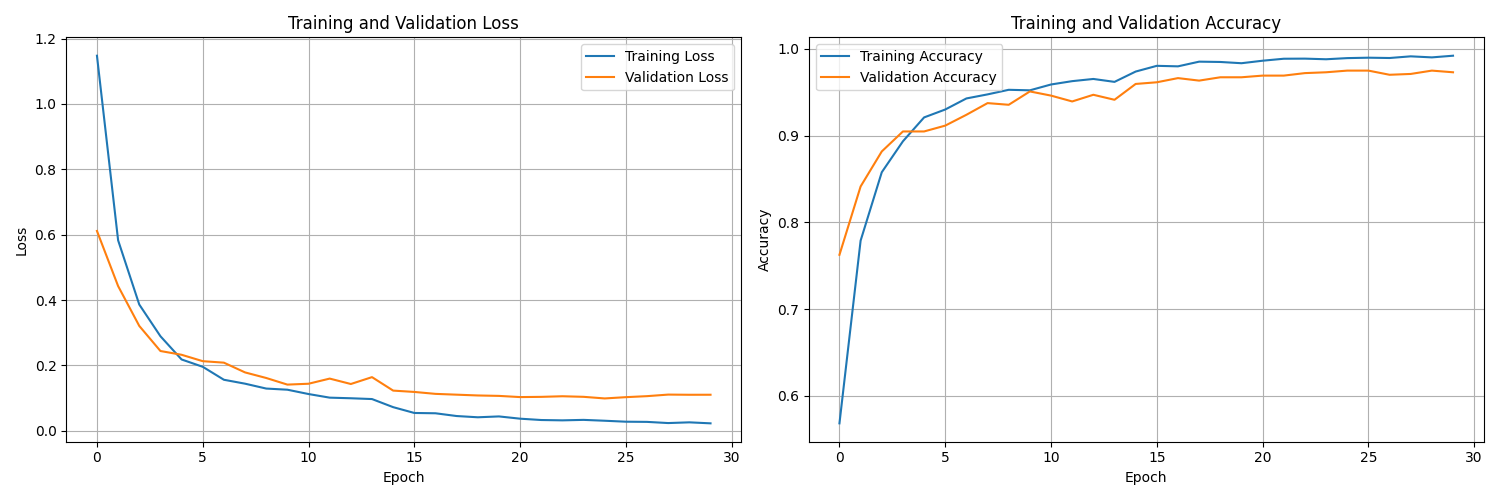 Training and Validation Loss
1.2
1.0
0.8
0.6
0.4
0.2
0.0
Loss
Training Loss
Validation Loss
0 5 10 15 20 25 30
Epoch
Training and Validation Accuracy
1.0
0.9
0.8
0.7
0.6
Accuracy
Training Accuracy
Validation Accuracy
0 5 10 15 20 25 30
Epoch